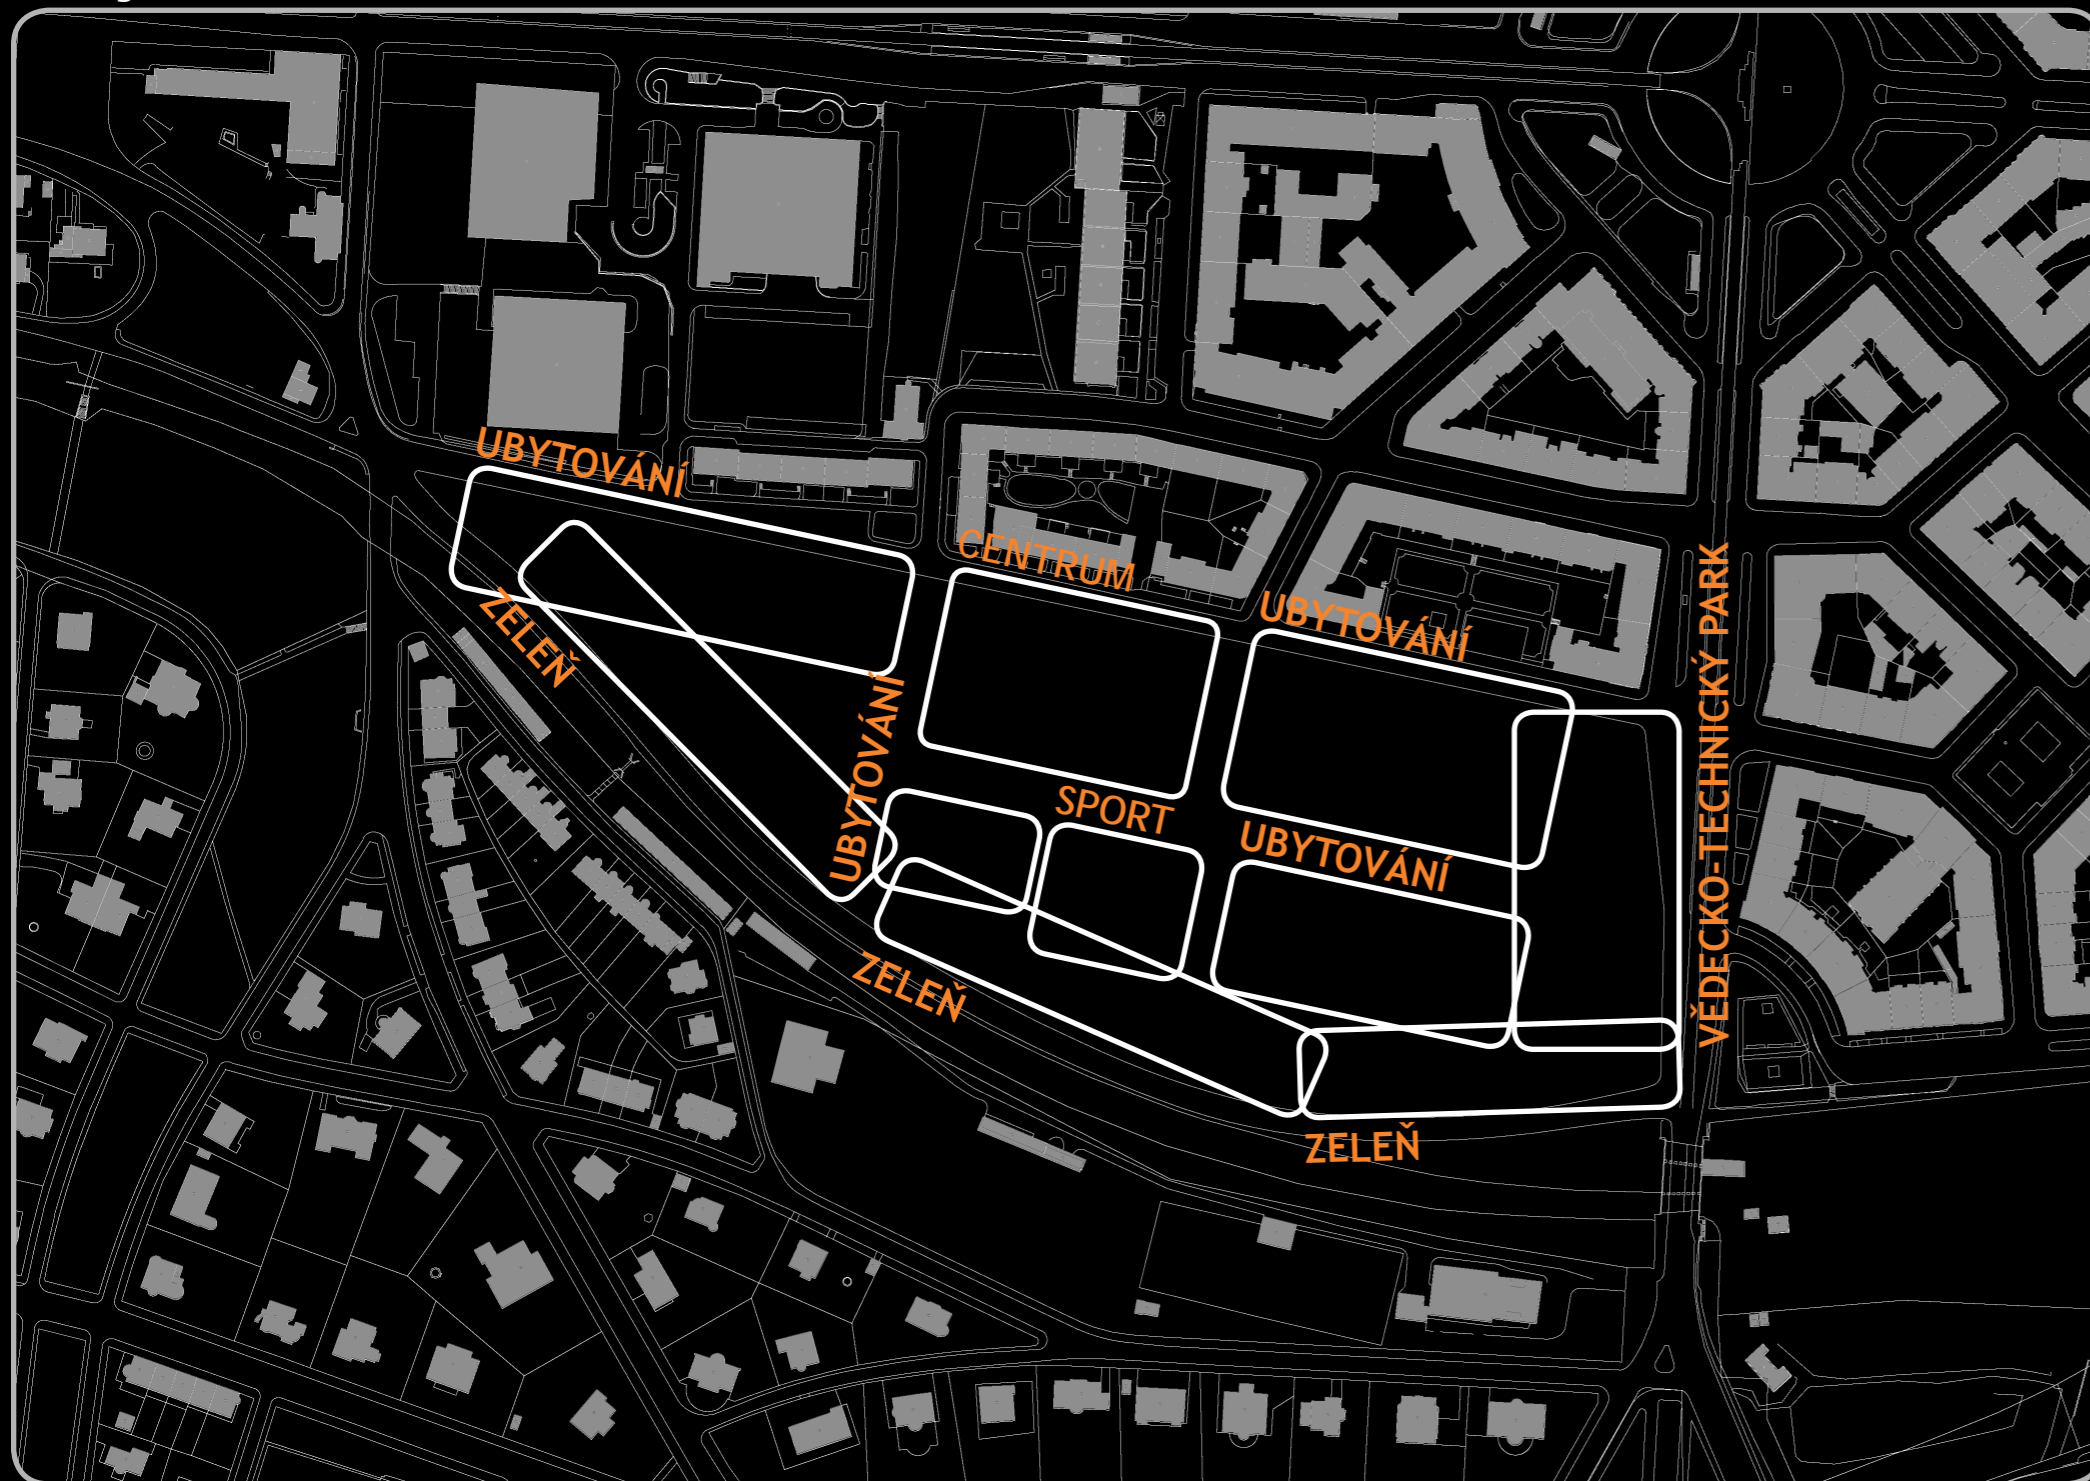 UBYTOVÁNÍ
CENTRUM
ZELEŇ
UBYTOVÁNÍ
UBYTOVÁNÍ
SPORT
UBYTOVÁNÍ
VĚDECKO-TECHNICKÝ PARK
ZELEŇ
ZELEŇ